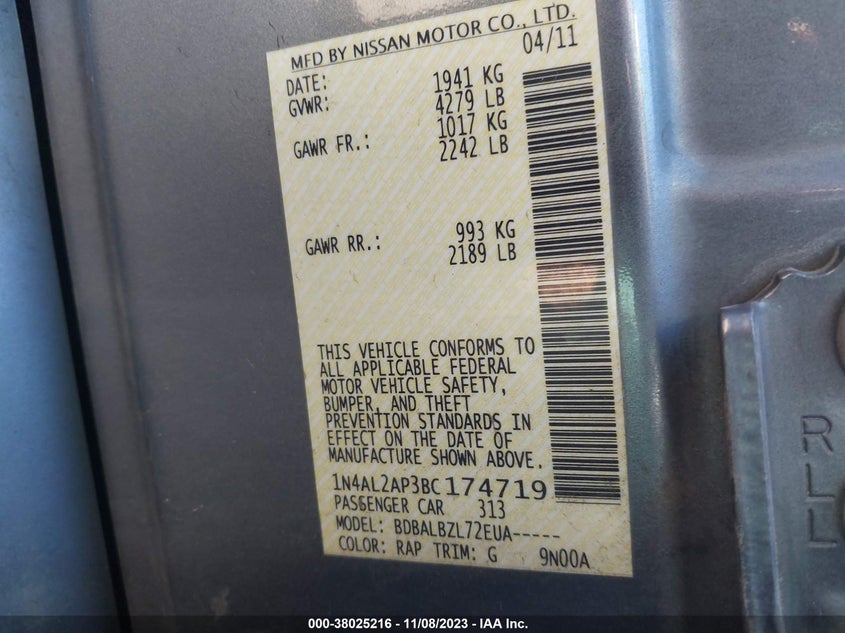 MFD BY NISSAN MOTOR CO., LTD.
DATE: 04/11
GVWR: 1941 KG
4279 LB
GAWR FR.: 1017 KG
2242 LB
GAWR RR.: 993 KG
2189 LB
THIS VEHICLE CONFORMS TO
ALL APPLICABLE FEDERAL
MOTOR VEHICLE SAFETY,
BUMPER, AND THEFT
PREVENTION STANDARDS IN
EFFECT ON THE DATE OF
MANUFACTURE SHOWN ABOVE.
1N4AL2AP3BC174719
PASSENGER CAR 313
MODEL: BDBALBZL72EUA-----
COLOR: RAP TRIM: G 9N00A
RLL
000-38025216 - 11/08/2023 - IAA Inc.